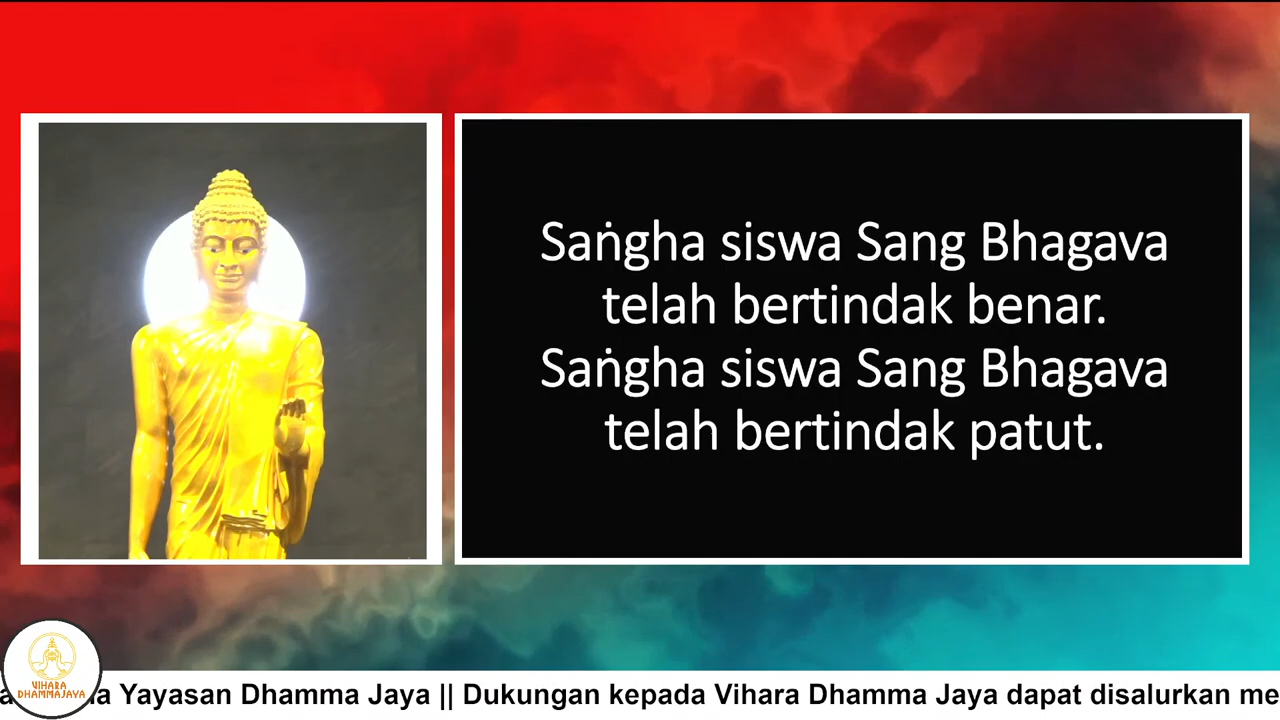 Saṅgha siswa Sang Bhagava
telah bertindak benar.
Saṅgha siswa Sang Bhagava
telah bertindak patut.
VIHARA
DHAMMAJAYA
Yayasan Dhamma Jaya || Dukungan kepada Vihara Dhamma Jaya dapat disalurkan me